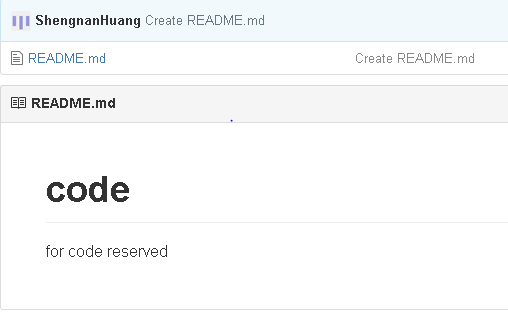 ShengnanHuang Create README.md
README.md Create README.md
README.md
code
for code reserved